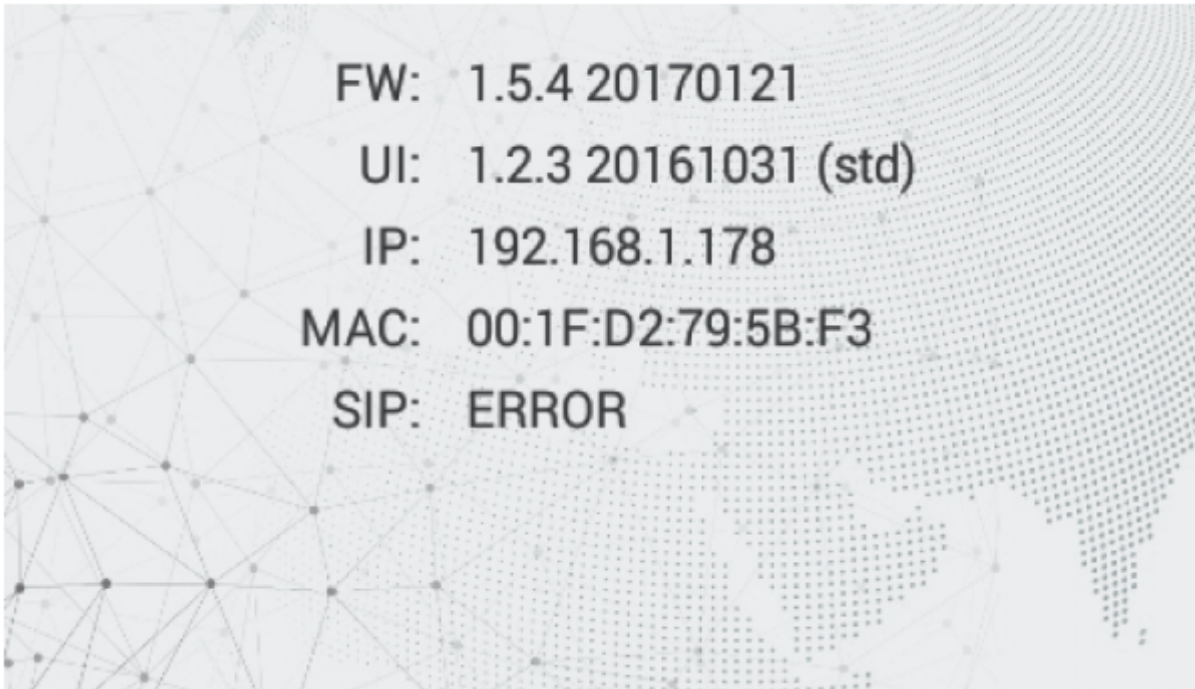 FW: 1.5.4 20170121
UI: 1.2.3 20161031 (std)
IP: 192.168.1.178
MAC: 00:1F:D2:79:5B:F3
SIP: ERROR